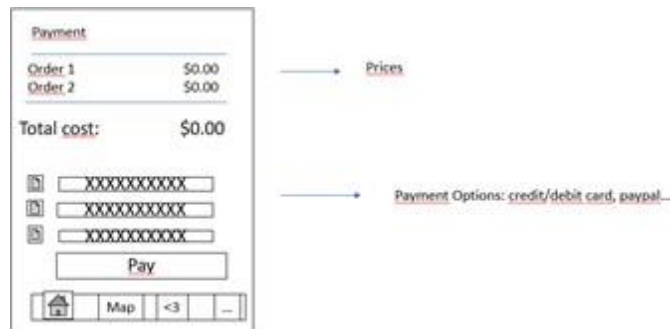 Payment
Order 1 $0.00
Order 2 $0.00
Prices
Total cost: $0.00
XXXXXXXXXX
XXXXXXXXXX
XXXXXXXXXX
Payment Options: credit/debit card, paypal...
Pay
Map <3 ...